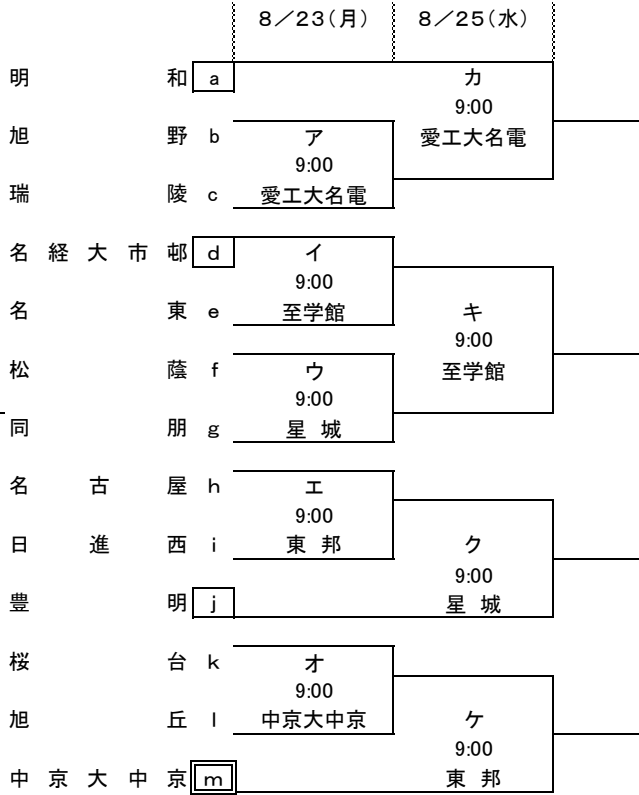 8／23(月) 8／25(水)
明和 a カ
9:00
旭野 b ア 愛工大名電
9:00
瑞陵 c 愛工大名電
名経大市邨 d イ
9:00
名東 e 至学館 キ
9:00
松蔭 f ウ 至学館
9:00
同朋 g 星城
名古屋 h エ
9:00
日進西 i 東邦 ク
9:00
豊明 j 星城
桜台 k オ
9:00
旭丘 l 中京大中京 ケ
9:00
中京大中京 m 東邦